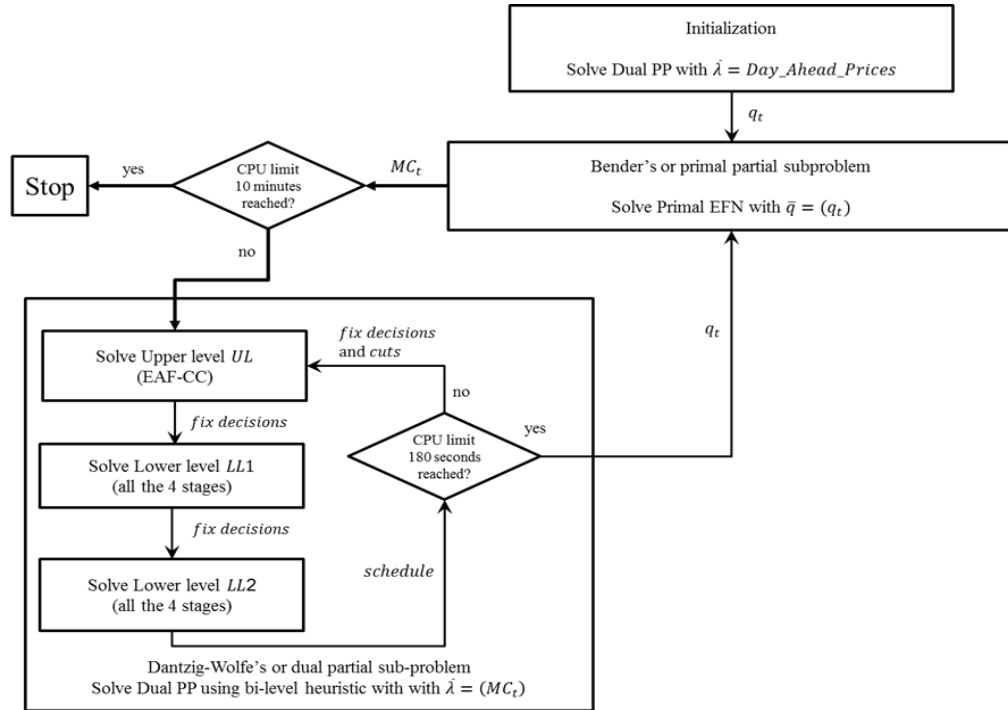 Initialization
Solve Dual PP with λ̄ = Day_Ahead_Prices
q_t
Bender's or primal partial subproblem
Solve Primal EFN with q̄ = (q_t)
MC_t
CPU limit
10 minutes
reached?
yes
Stop
no
Solve Upper level UL
(EAF-CC)
fix decisions
and cuts
no
fix decisions
CPU limit
180 seconds
reached?
yes
q_t
Solve Lower level LL1
(all the 4 stages)
fix decisions
Solve Lower level LL2
(all the 4 stages)
schedule
Dantzig-Wolfe's or dual partial sub-problem
Solve Dual PP using bi-level heuristic with with λ̄ = (MC_t)